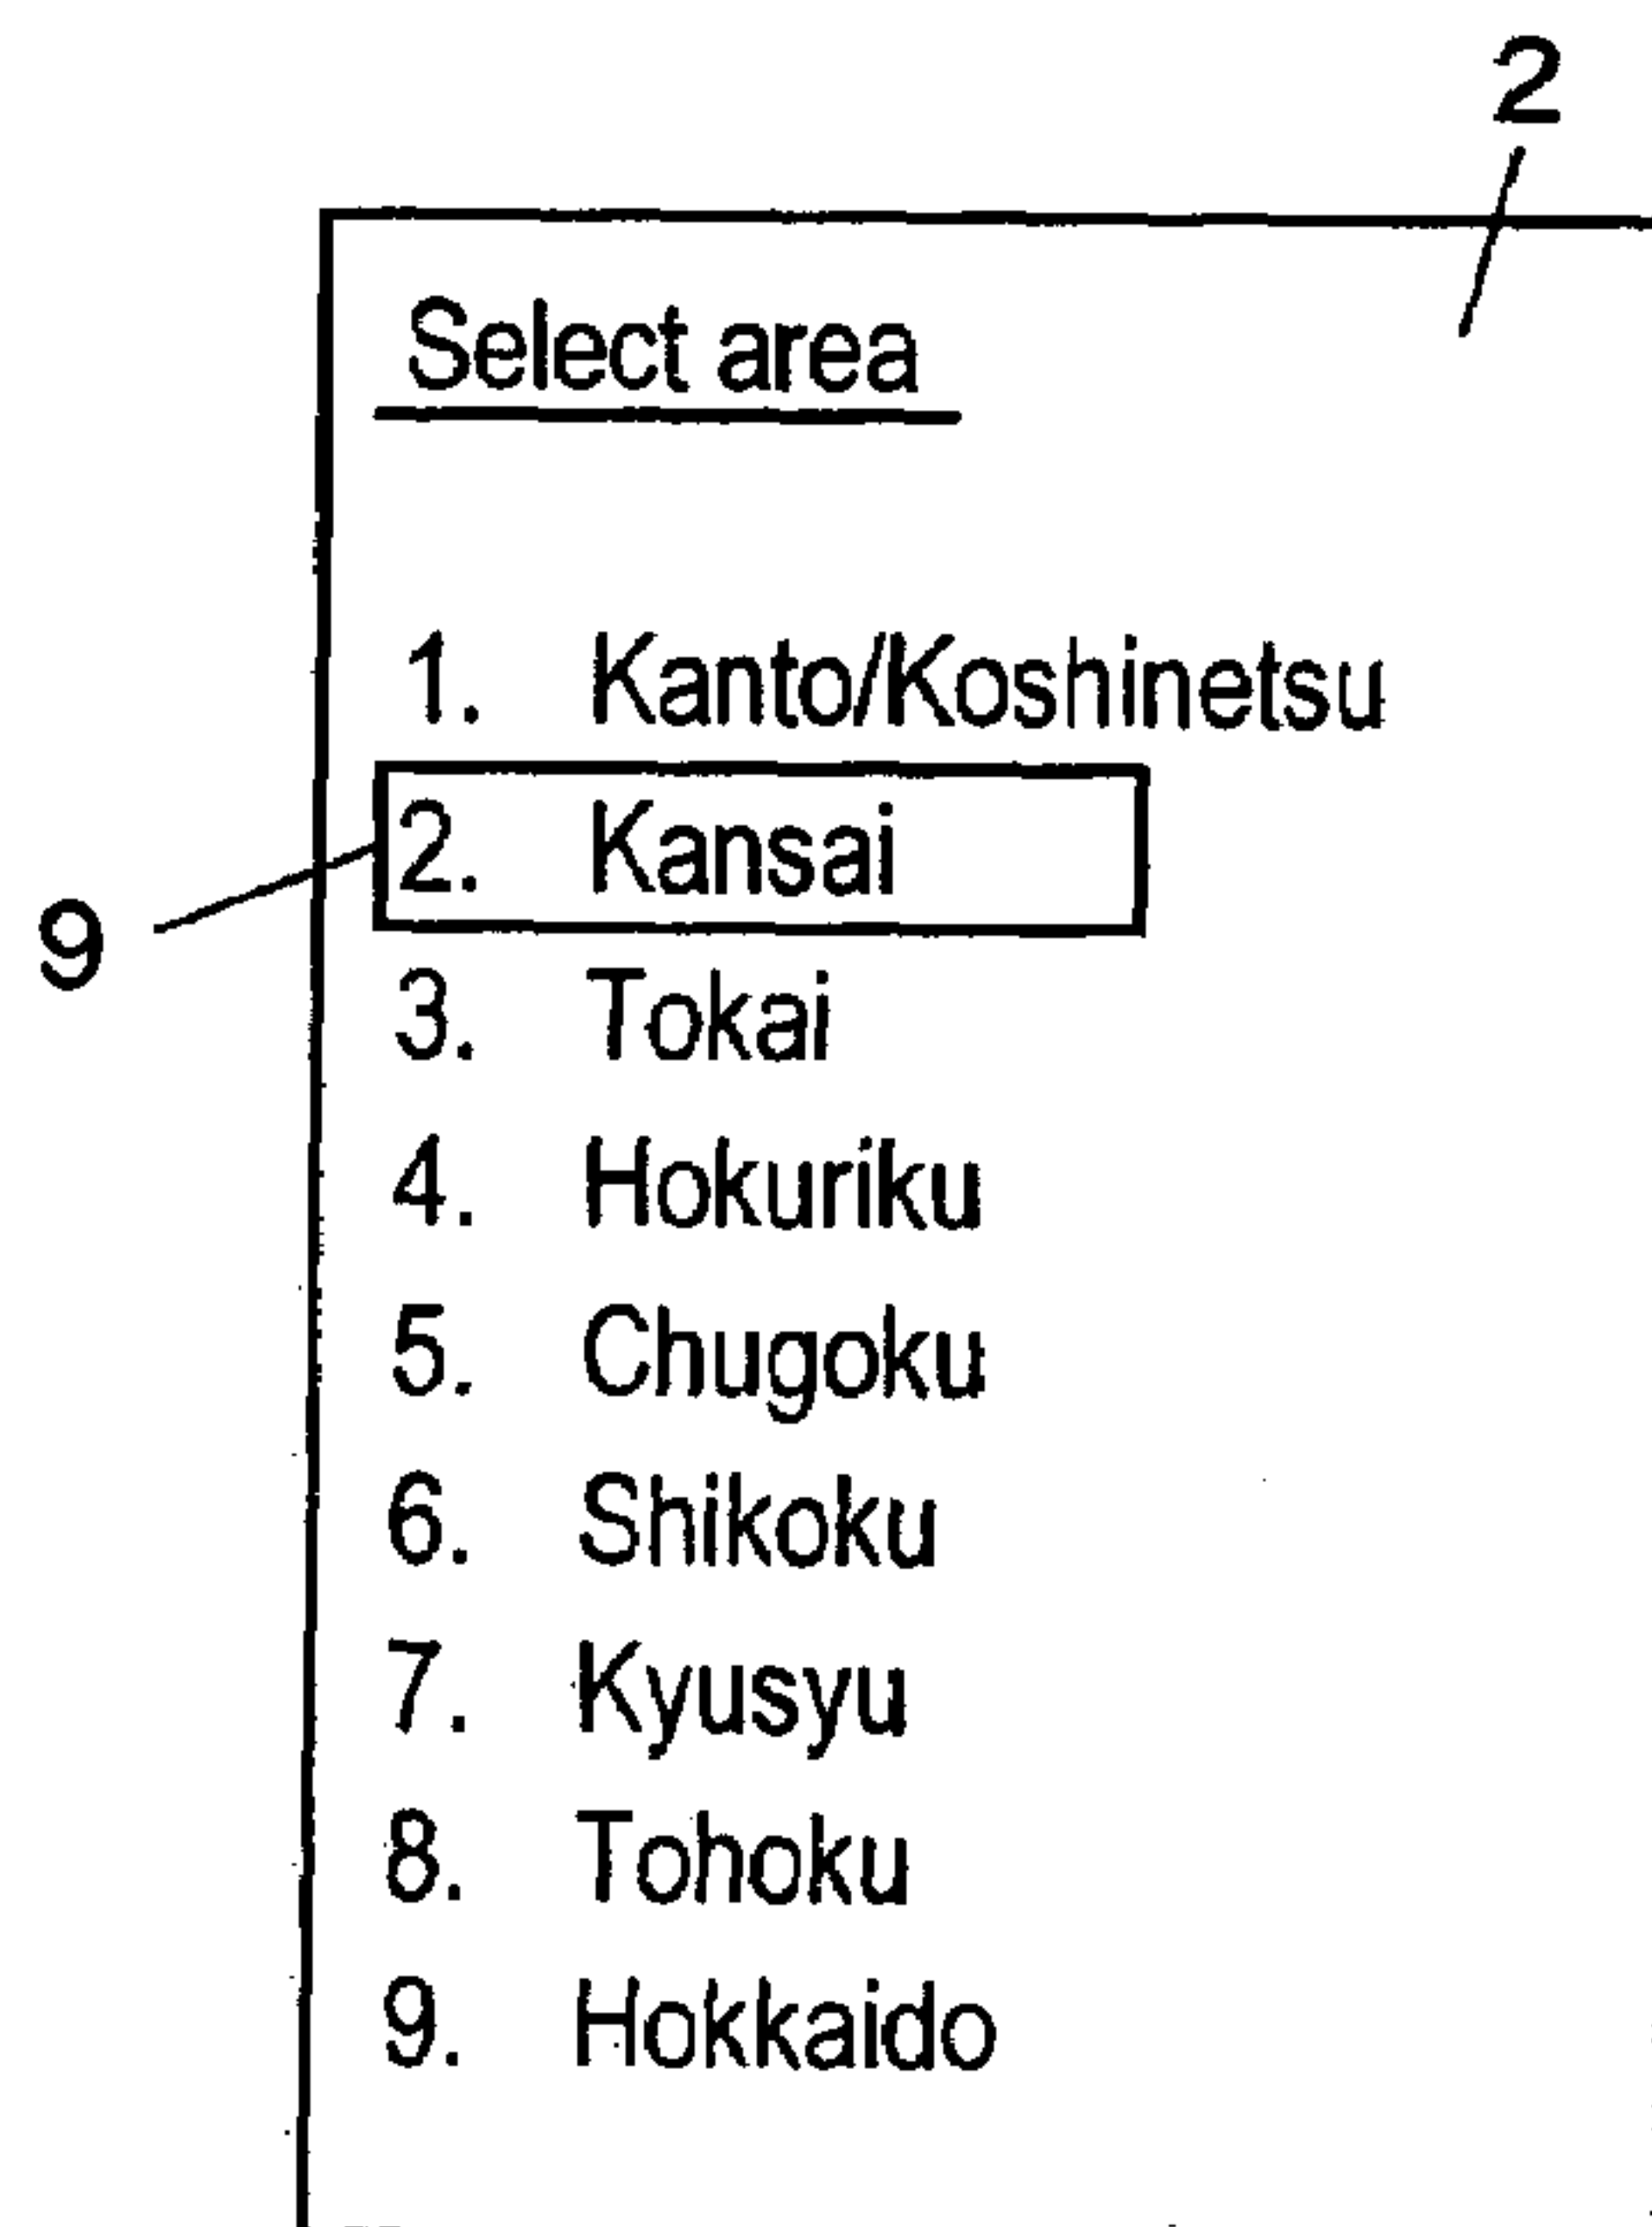 2
Select area
1. Kanto/Koshinetsu
2. Kansai
9
3. Tokai
4. Hokuriku
5. Chugoku
6. Shikoku
7. Kyusyu
8. Tohoku
9. Hokkaido